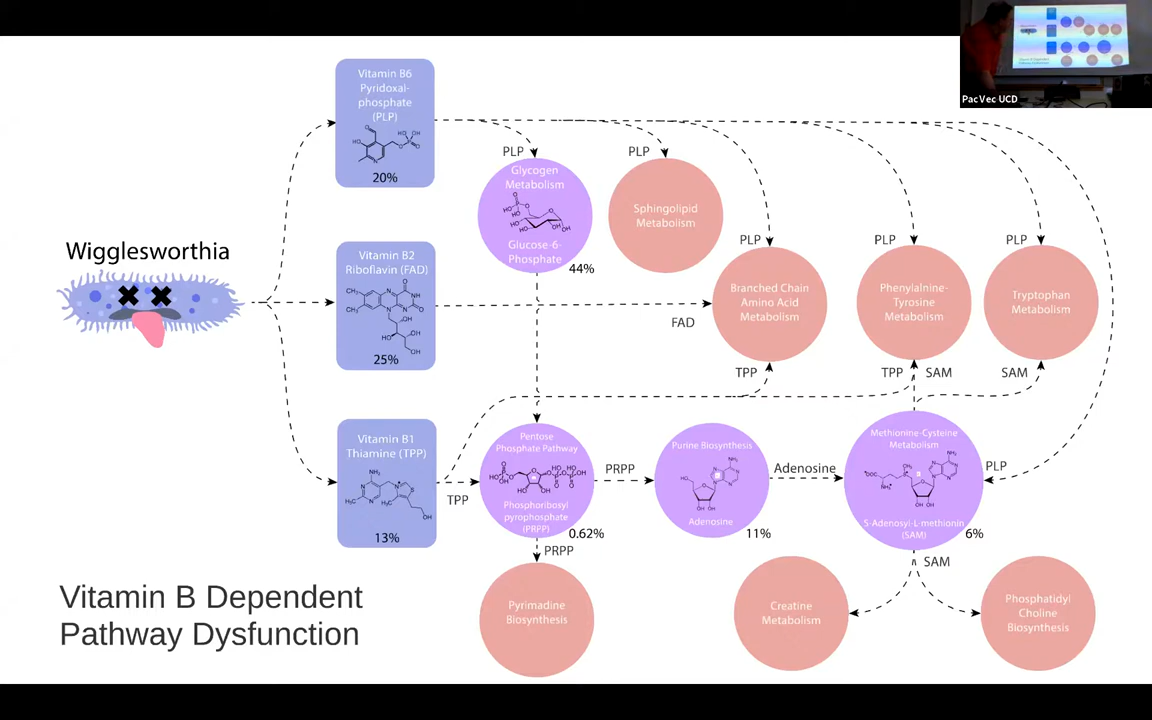 PacVec UCD
Vitamin B6
Pyridoxal-
phosphate
(PLP)
20%
PLP
Glycogen
Metabolism
Glucose-6-
Phosphate
44%
PLP
Sphingolipid
Metabolism
Wigglesworthia
Vitamin B2
Riboflavin (FAD)
25%
FAD
PLP
Branched Chain
Amino Acid
Metabolism
PLP
Phenylalnine-
Tyrosine
Metabolism
PLP
Tryptophan
Metabolism
TPP
TPP
SAM
SAM
Vitamin B1
Thiamine (TPP)
13%
TPP
Pentose
Phosphate Pathway
Phosphoribosyl
pyrophosphate
(PRPP)
0.62%
PRPP
Purine Biosynthesis
Adenosine
11%
Adenosine
Methionine-Cysteine
Metabolism
S-Adenosyl-L-methionin
(SAM)
6%
PLP
PRPP
SAM
Pyrimadine
Biosynthesis
Creatine
Metabolism
Phosphatidyl
Choline
Biosynthesis
Vitamin B Dependent
Pathway Dysfunction